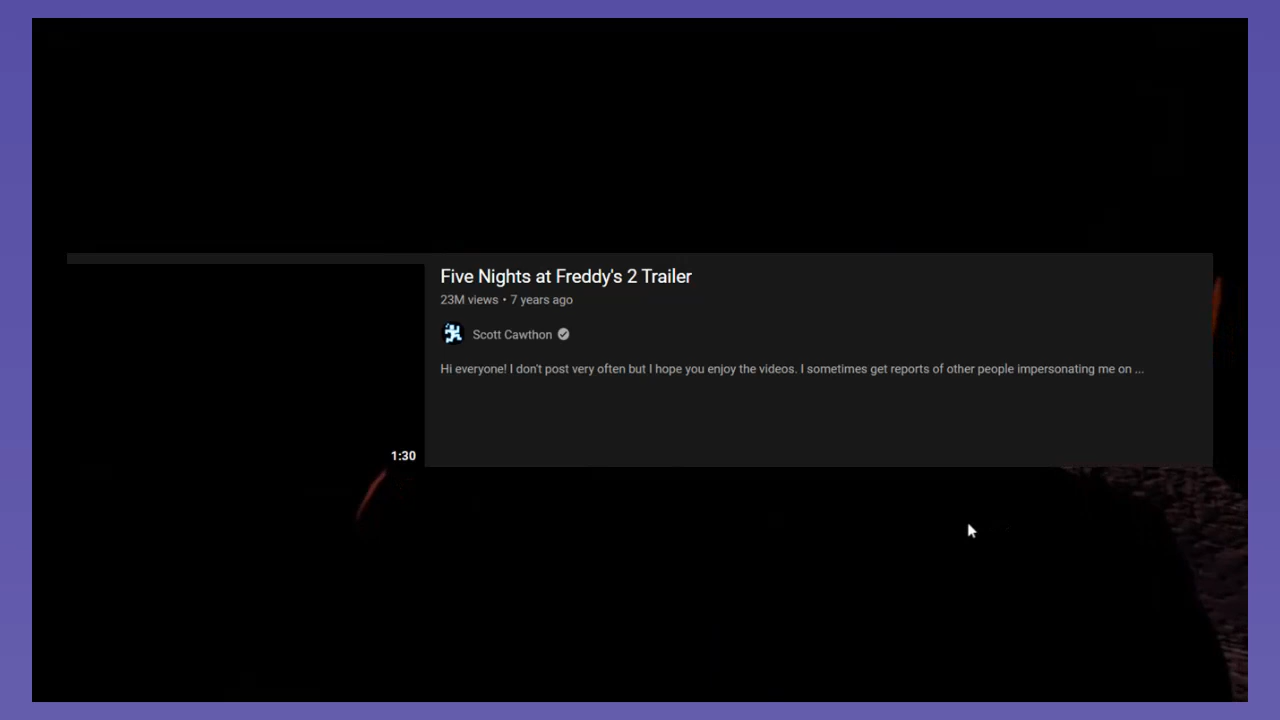 Five Nights at Freddy's 2 Trailer
23M views • 7 years ago
Scott Cawthon
Hi everyone! I don't post very often but I hope you enjoy the videos. I sometimes get reports of other people impersonating me on ...
1:30